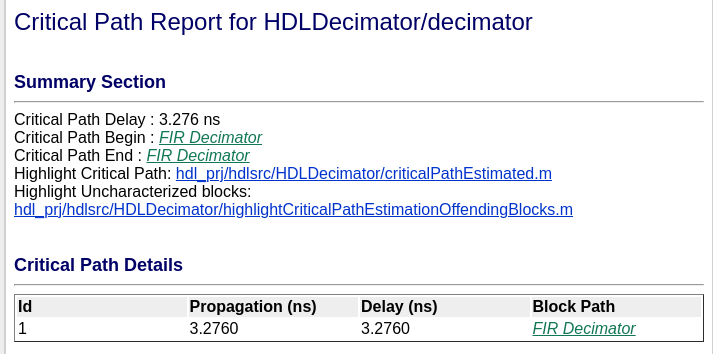 Critical Path Report for HDLDecimator/decimator
Summary Section
Critical Path Delay : 3.276 ns
Critical Path Begin : FIR Decimator
Critical Path End : FIR Decimator
Highlight Critical Path: hdl_prj/hdlsrc/HDLDecimator/criticalPathEstimated.m
Highlight Uncharacterized blocks:
hdl_prj/hdlsrc/HDLDecimator/highlightCriticalPathEstimationOffendingBlocks.m
Critical Path Details
Id Propagation (ns) Delay (ns) Block Path
1 3.2760 3.2760 FIR Decimator